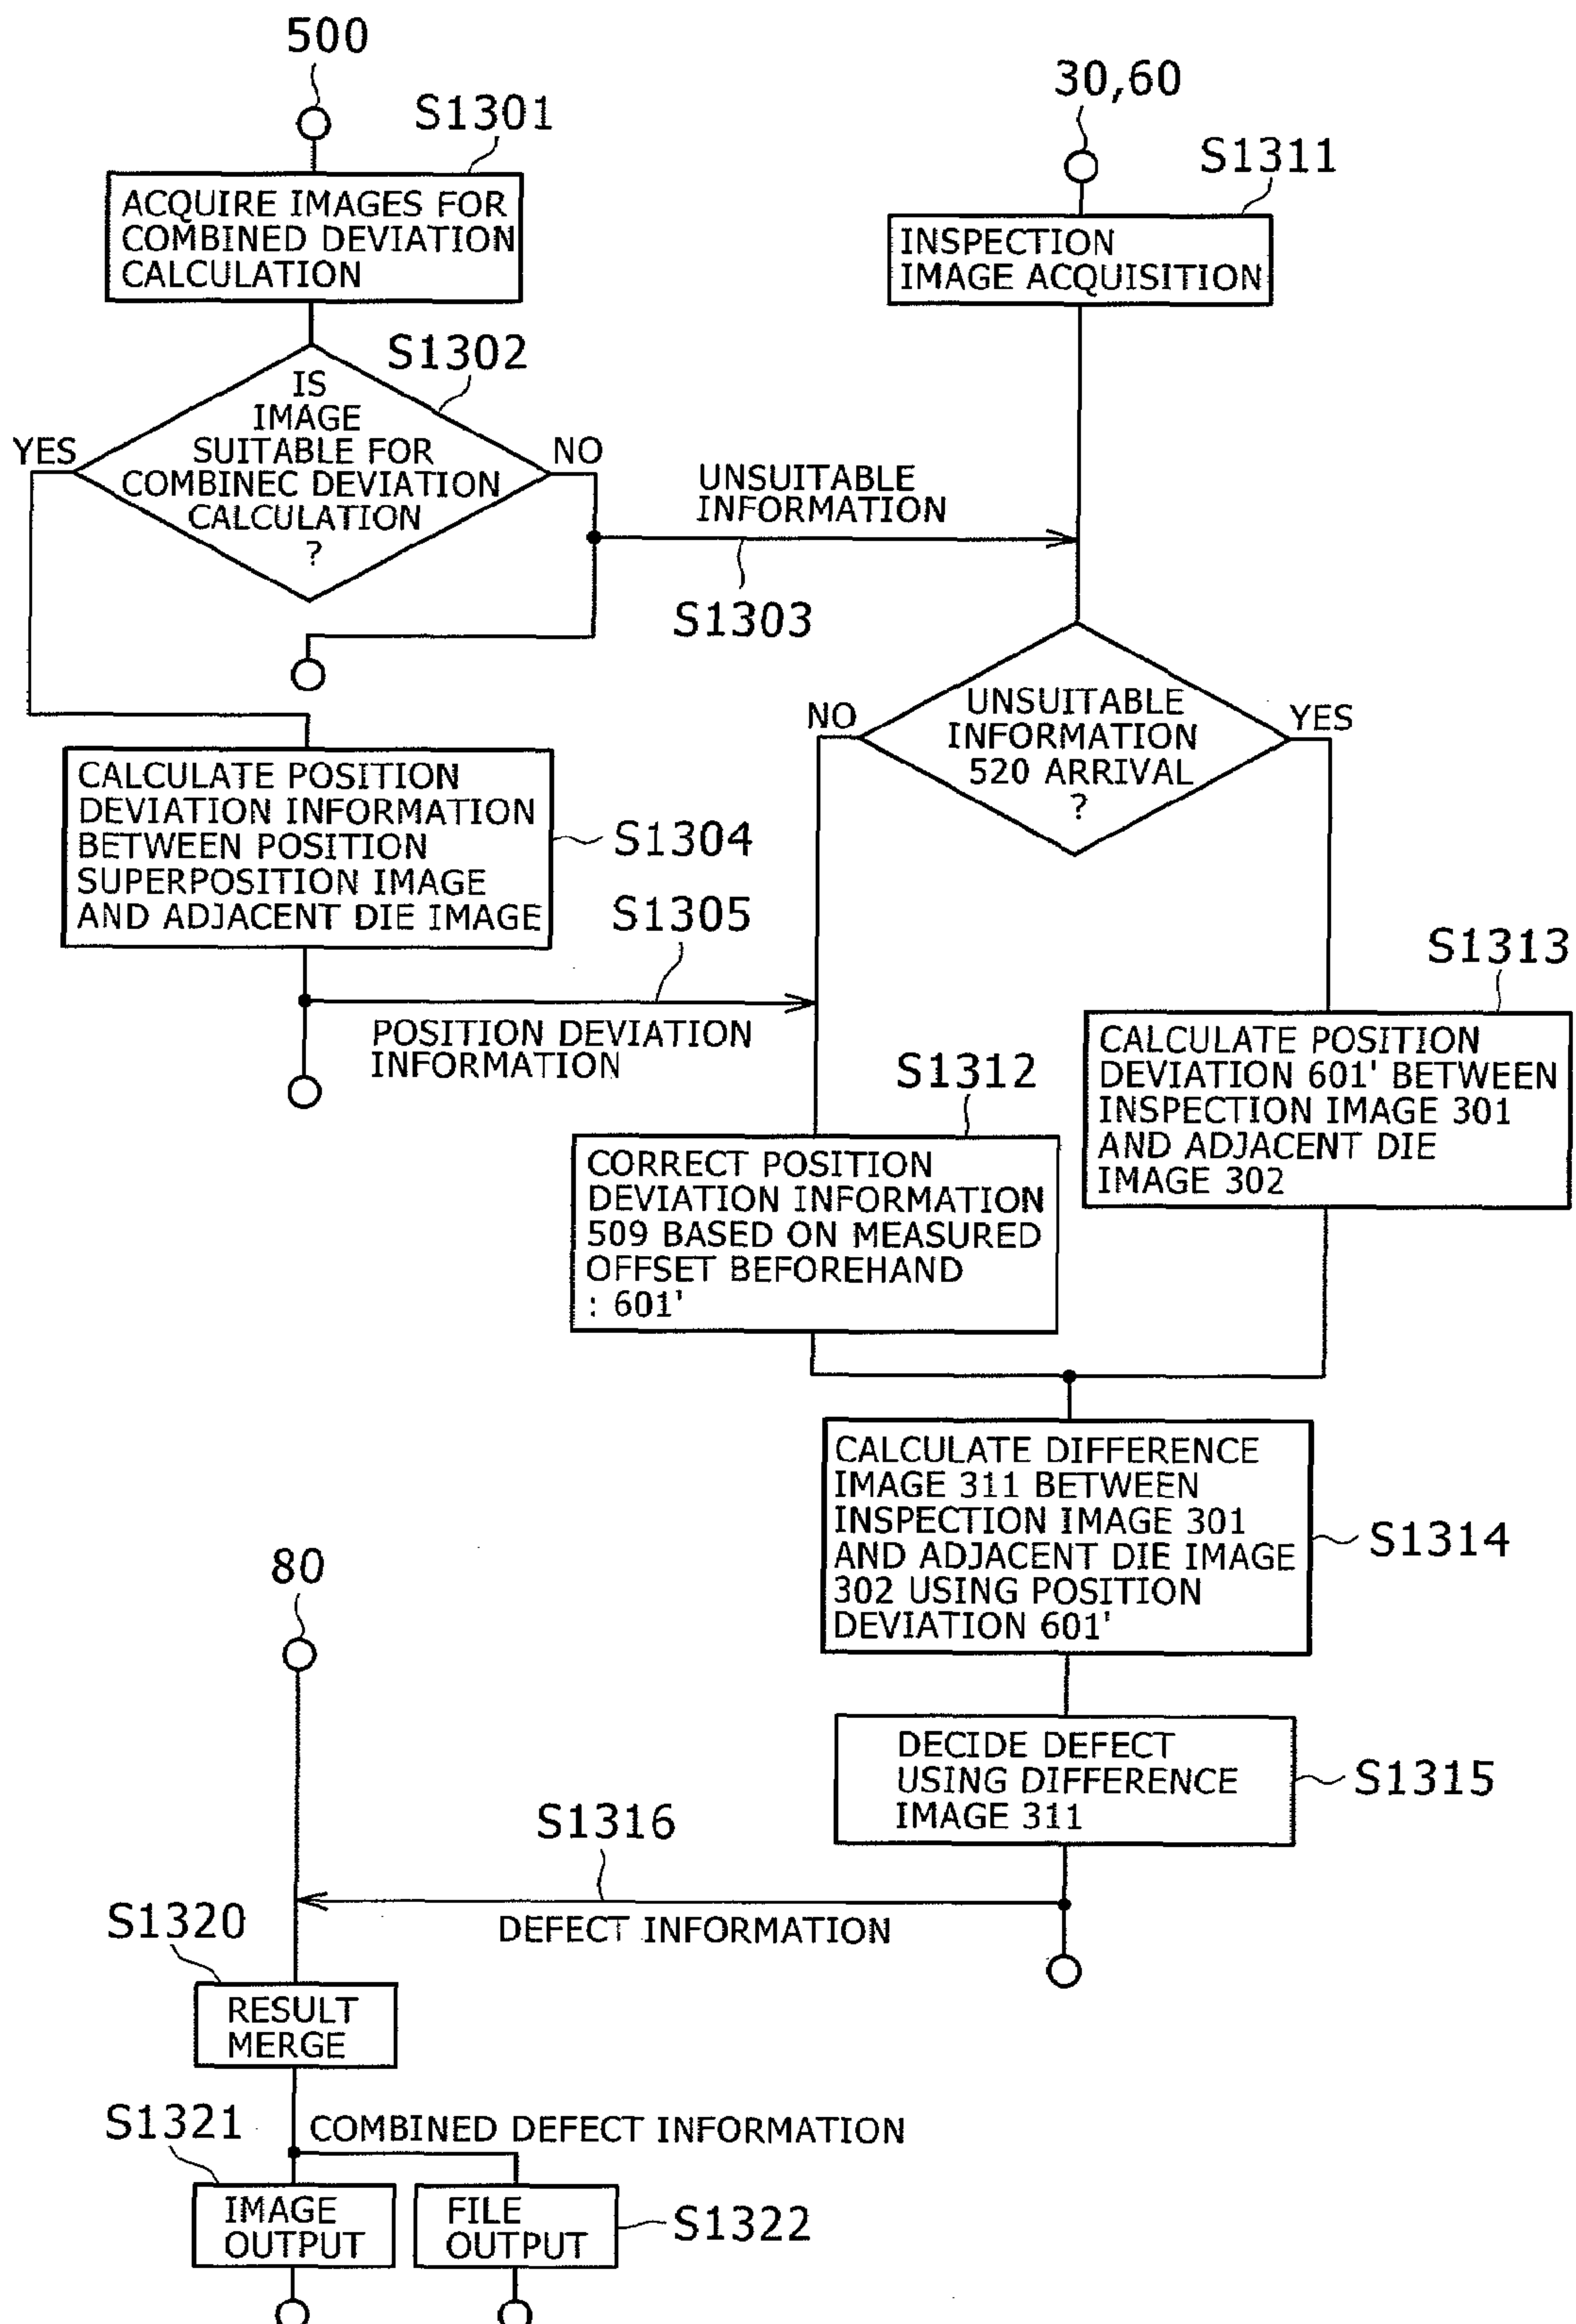 500
S1301
ACQUIRE IMAGES FOR
COMBINED DEVIATION
CALCULATION
S1302
IS
IMAGE
SUITABLE FOR
COMBINEC DEVIATION
CALCULATION
?
YES
NO
UNSUITABLE
INFORMATION
S1303
CALCULATE POSITION
DEVIATION INFORMATION
BETWEEN POSITION
SUPERPOSITION IMAGE
AND ADJACENT DIE IMAGE
S1304
S1305
POSITION DEVIATION
INFORMATION
30,60
S1311
INSPECTION
IMAGE ACQUISITION
UNSUITABLE
INFORMATION
520 ARRIVAL
?
NO
YES
S1312
CORRECT POSITION
DEVIATION INFORMATION
509 BASED ON MEASURED
OFFSET BEFOREHAND
: 601'
S1313
CALCULATE POSITION
DEVIATION 601' BETWEEN
INSPECTION IMAGE 301
AND ADJACENT DIE
IMAGE 302
CALCULATE DIFFERENCE
IMAGE 311 BETWEEN
INSPECTION IMAGE 301
AND ADJACENT DIE IMAGE
302 USING POSITION
DEVIATION 601'
S1314
DECIDE DEFECT
USING DIFFERENCE
IMAGE 311
S1315
S1316
DEFECT INFORMATION
80
S1320
RESULT
MERGE
S1321
COMBINED DEFECT INFORMATION
IMAGE
OUTPUT
FILE
OUTPUT
S1322